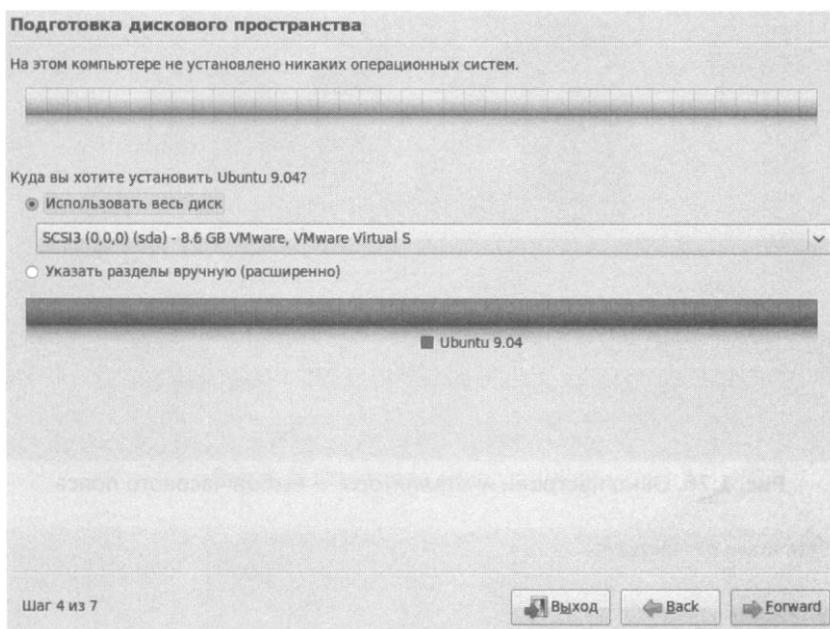 Подготовка дискового пространства
На этом компьютере не установлено никаких операционных систем.
Куда вы хотите установить Ubuntu 9.04?
Использовать весь диск
SCSI3 (0,0,0) (sda) - 8.6 GB VMware, VMware Virtual S
Указать разделы вручную (расширенно)
Ubuntu 9.04
Шаг 4 из 7
Выход
Back
Forward